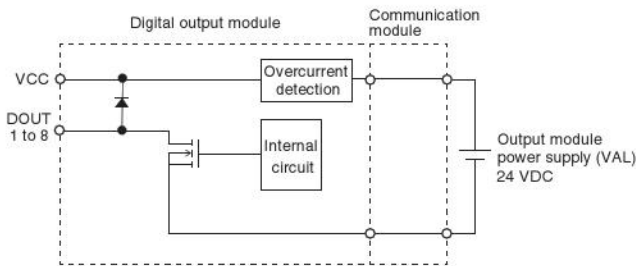 Digital output module
Communication
module
VCC
Overcurrent
detection
DOUT
1 to 8
Internal
circuit
Output module
power supply (VAL)
24 VDC